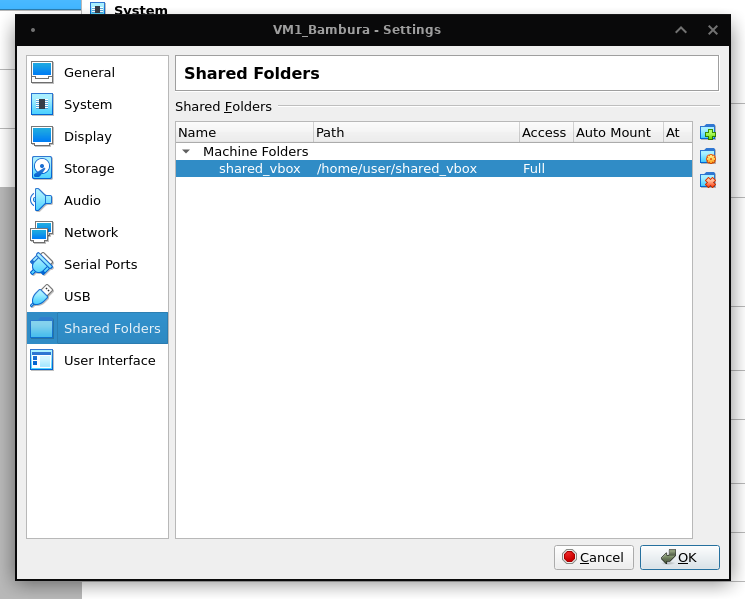 System
VM1_Bambura - Settings
General
System
Display
Storage
Audio
Network
Serial Ports
USB
Shared Folders
User Interface
Shared Folders
Shared Folders
Name Path Access Auto Mount At
Machine Folders
shared_vbox /home/user/shared_vbox Full
Cancel OK